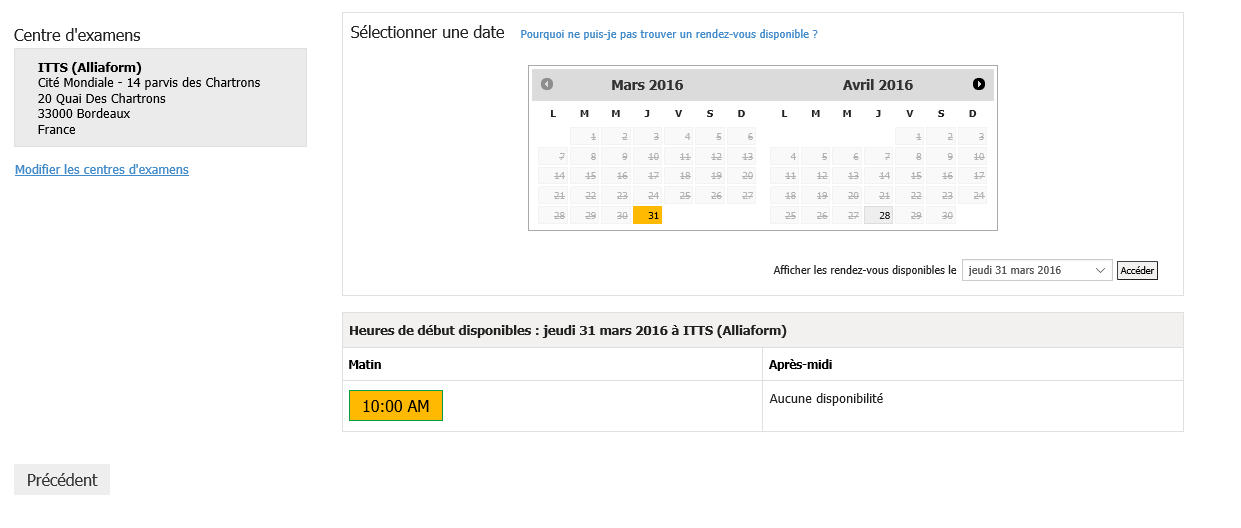 Centre d'examens
ITTS (Alliaform)
Cité Mondiale - 14 parvis des Chartrons
20 Quai Des Chartrons
33000 Bordeaux
France
Modifier les centres d'examens
Sélectionner une date Pourquoi ne puis-je pas trouver un rendez-vous disponible ?
Mars 2016 Avril 2016
L M M J V S D L M M J V S D
1 2 3 4 5 6 1 2 3
7 8 9 10 11 12 13 4 5 6 7 8 9 10
14 15 16 17 18 19 20 11 12 13 14 15 16 17
21 22 23 24 25 26 27 18 19 20 21 22 23 24
28 29 30 31 25 26 27 28 29 30
Afficher les rendez-vous disponibles le jeudi 31 mars 2016 Accéder
Heures de début disponibles : jeudi 31 mars 2016 à ITTS (Alliaform)
Matin Après-midi
10:00 AM Aucune disponibilité
Précédent